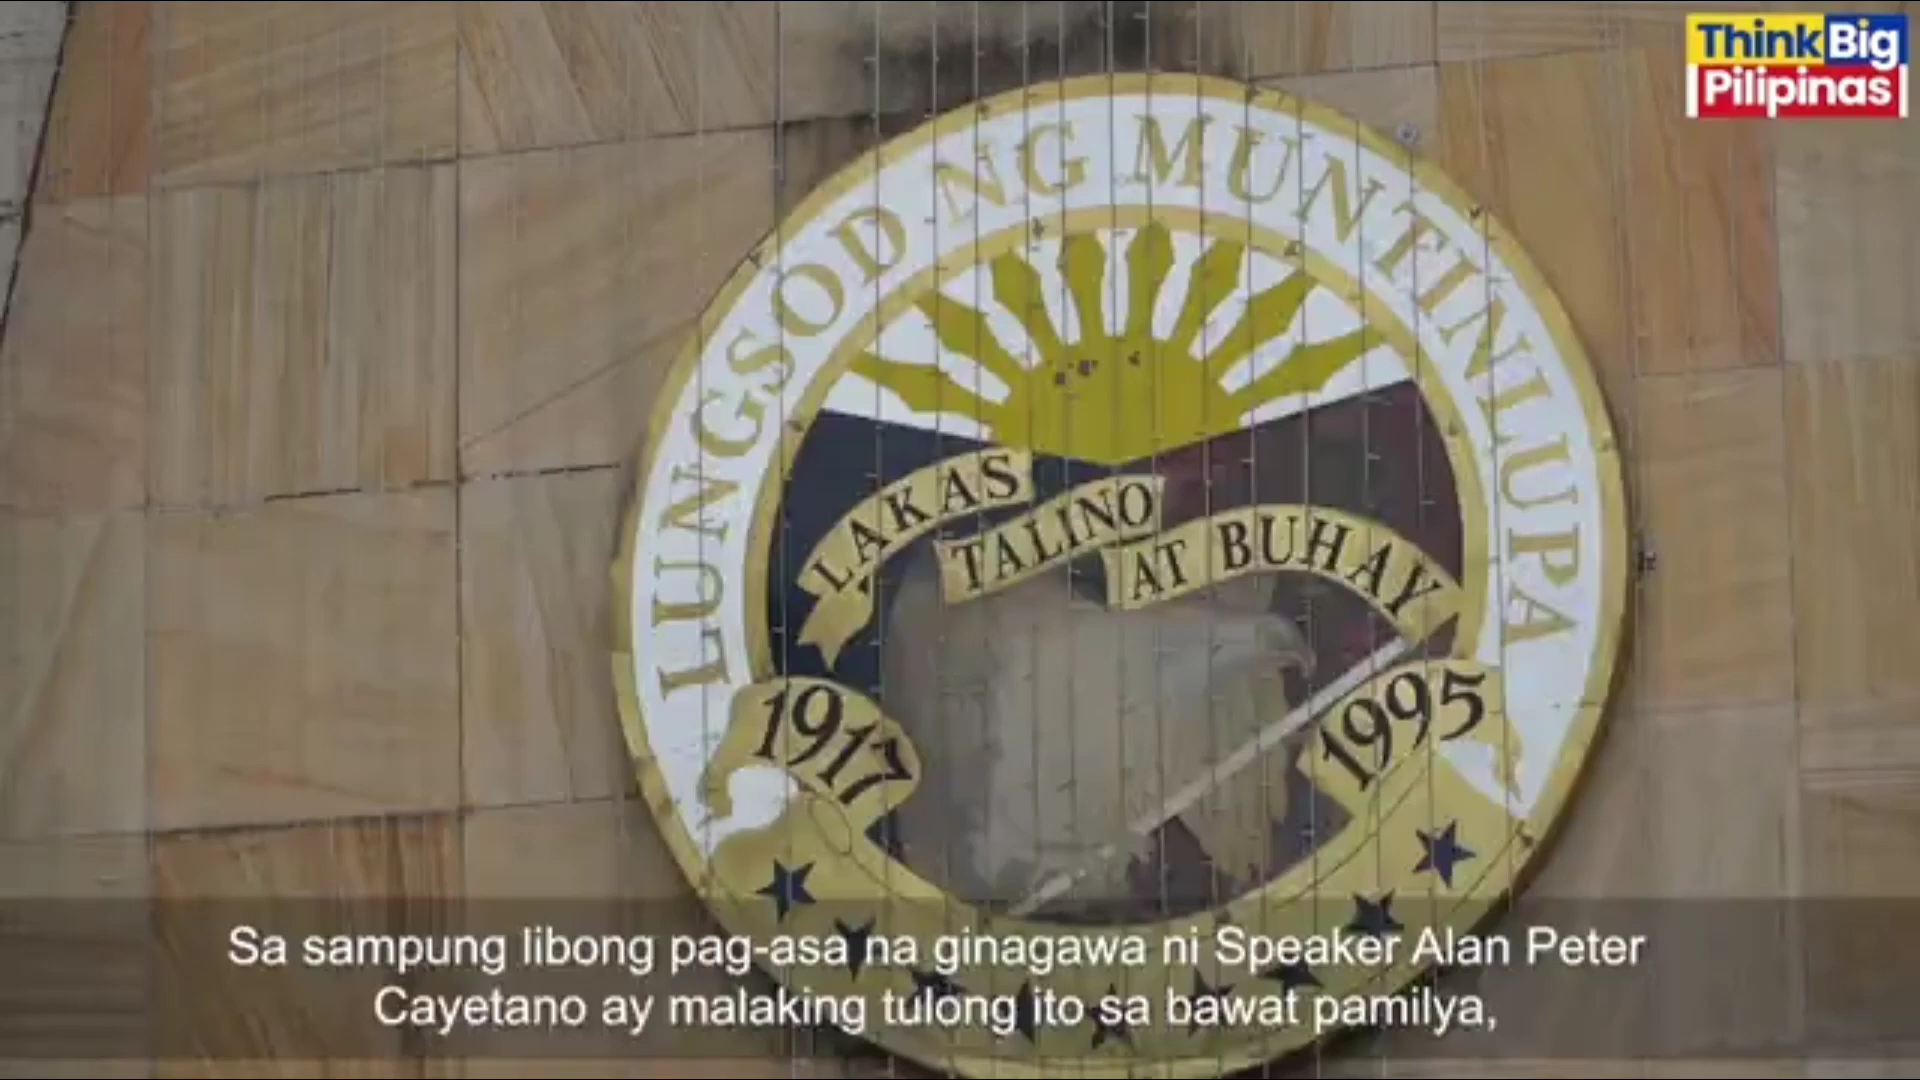 Think Big
Pilipinas
LUNGSOD NG MUNTINLUPA
LAKAS
TALINO
AT BUHAY
1917
1995
Sa sampung libong pag-asa na ginagawa ni Speaker Alan Peter
Cayetano ay malaking tulong ito sa bawat pamilya,